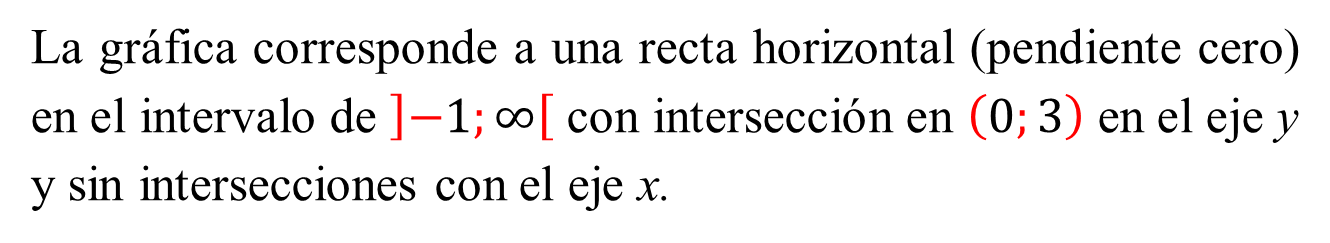 La gráfica corresponde a una recta horizontal (pendiente cero)
en el intervalo de ]−1; ∞[ con intersección en (0; 3) en el eje y
y sin intersecciones con el eje x.